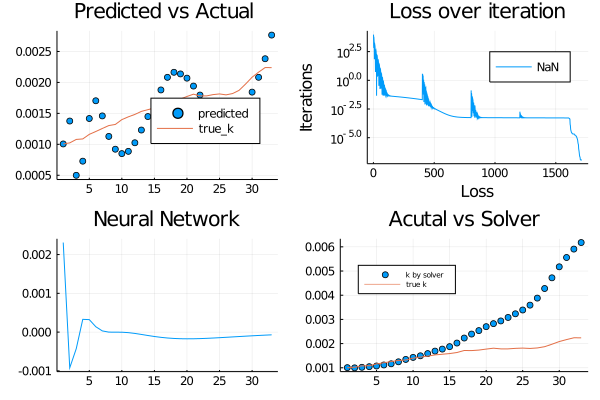 Predicted vs Actual
0.0025
0.0020
0.0015
0.0010
0.0005
predicted
true_k
5 10 15 20 25 30
Loss over iteration
Iterations
10^2.5
10^0.0
10^-2.5
10^-5.0
NaN
0 500 1000 1500
Loss
Neural Network
0.002
0.001
0.000
-0.001
5 10 15 20 25 30
Acutal vs Solver
0.006
0.005
0.004
0.003
0.002
0.001
k by solver
true k
5 10 15 20 25 30